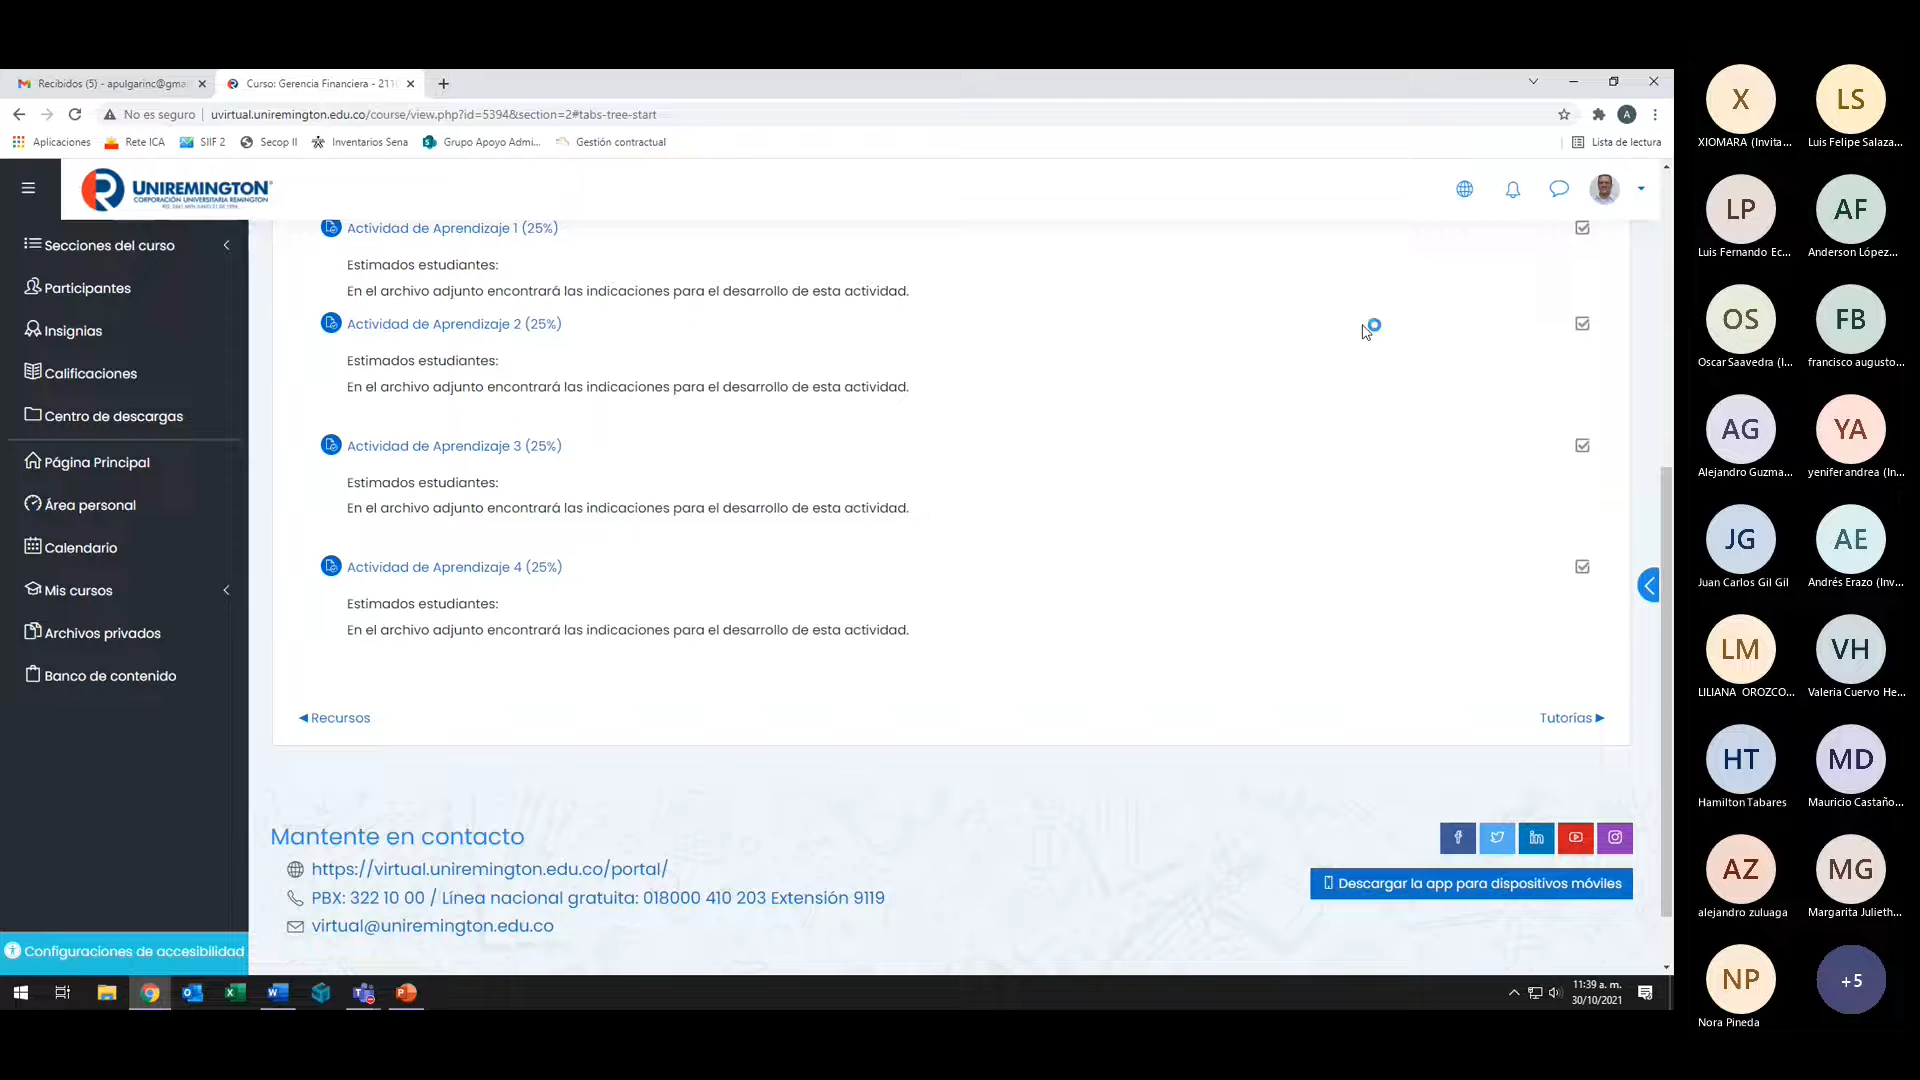 Recibidos (5) - apulgarinc@gma
Curso: Gerencia Financiera - 211
No es seguro
uvirtual.uniremington.edu.co/course/view.php?id=5394&section=2#tabs-tree-start
A
Aplicaciones
Rete ICA
SIIF 2
Secop II
Inventarios Sena
Grupo Apoyo Admi...
Gestión contractual
Lista de lectura
UNIREMINGTON
CORPORACIÓN UNIVERSITARIA REMINGTON
Secciones del curso
Participantes
Insignias
Calificaciones
Centro de descargas
Página Principal
Área personal
Calendario
Mis cursos
Archivos privados
Banco de contenido
Configuraciones de accesibilidad
Actividad de Aprendizaje 1 (25%)
Estimados estudiantes:
En el archivo adjunto encontrará las indicaciones para el desarrollo de esta actividad.
Actividad de Aprendizaje 2 (25%)
Estimados estudiantes:
En el archivo adjunto encontrará las indicaciones para el desarrollo de esta actividad.
Actividad de Aprendizaje 3 (25%)
Estimados estudiantes:
En el archivo adjunto encontrará las indicaciones para el desarrollo de esta actividad.
Actividad de Aprendizaje 4 (25%)
Estimados estudiantes:
En el archivo adjunto encontrará las indicaciones para el desarrollo de esta actividad.
◀ Recursos
Tutorías ▶
Mantente en contacto
https://virtual.uniremington.edu.co/portal/
PBX: 322 10 00 / Línea nacional gratuita: 018000 410 203 Extensión 9119
virtual@uniremington.edu.co
Descargar la app para dispositivos móviles
11:39 a. m.
30/10/2021
X
XIOMARA (Invita...
LS
Luis Felipe Salaza...
LP
Luis Fernando Ec...
AF
Anderson López...
OS
Oscar Saavedra (I...
FB
francisco augusto...
AG
Alejandro Guzma...
YA
yenifer andrea (In...
JG
Juan Carlos Gil Gil
AE
Andrés Erazo (Inv...
LM
LILIANA OROZCO...
VH
Valeria Cuervo He...
HT
Hamilton Tabares
MD
Mauricio Castaño...
AZ
alejandro zuluaga
MG
Margarita Julieth...
NP
Nora Pineda
+5